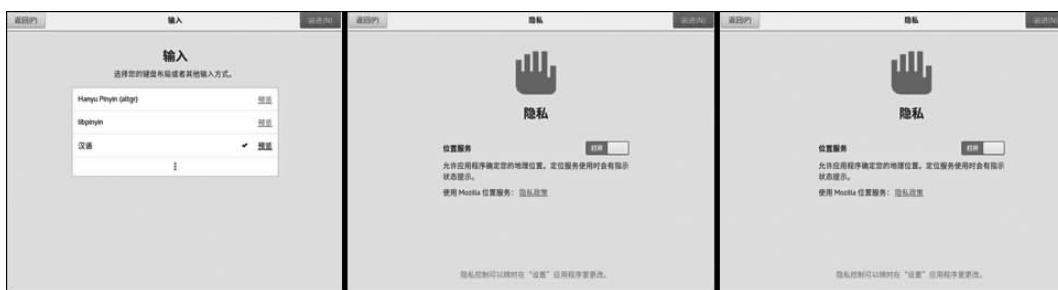 返回(P)
输入
前进(N)
输入
选择您的键盘布局或者其他输入方式。
Hanyu Pinyin (altgr)
预览
libpinyin
预览
汉语
✔
预览
返回(P)
隐私
前进(N)
隐私
位置服务
打开
允许应用程序确定您的地理位置。定位服务使用时会有指示
状态提示。
使用 Mozilla 位置服务: 隐私政策
隐私控制可以随时在“设置”应用程序里更改。
返回(P)
隐私
前进(N)
隐私
位置服务
打开
允许应用程序确定您的地理位置。定位服务使用时会有指示
状态提示。
使用 Mozilla 位置服务: 隐私政策
隐私控制可以随时在“设置”应用程序里更改。